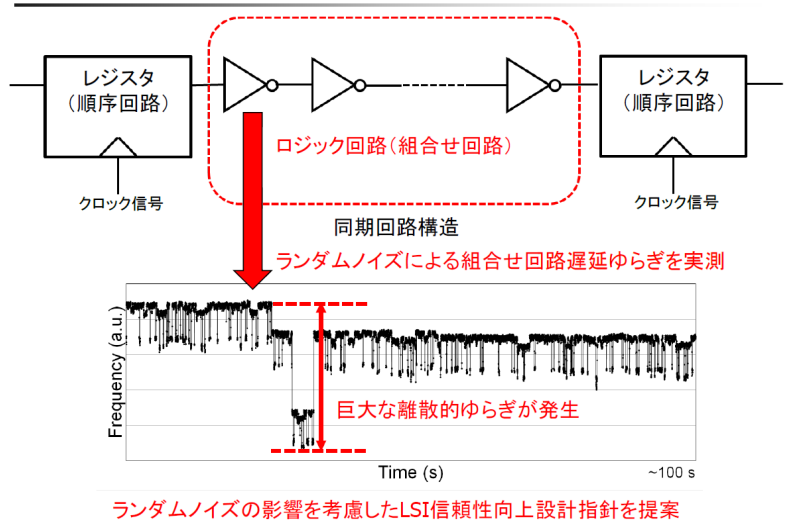 レジスタ
(順序回路)
レジスタ
(順序回路)
ロジック回路(組合せ回路)
クロック信号
クロック信号
同期回路構造
ランダムノイズによる組合せ回路遅延ゆらぎを実測
Frequency (a.u.)
巨大な離散的ゆらぎが発生
Time (s)
~100 s
ランダムノイズの影響を考慮したLSI信頼性向上設計指針を提案